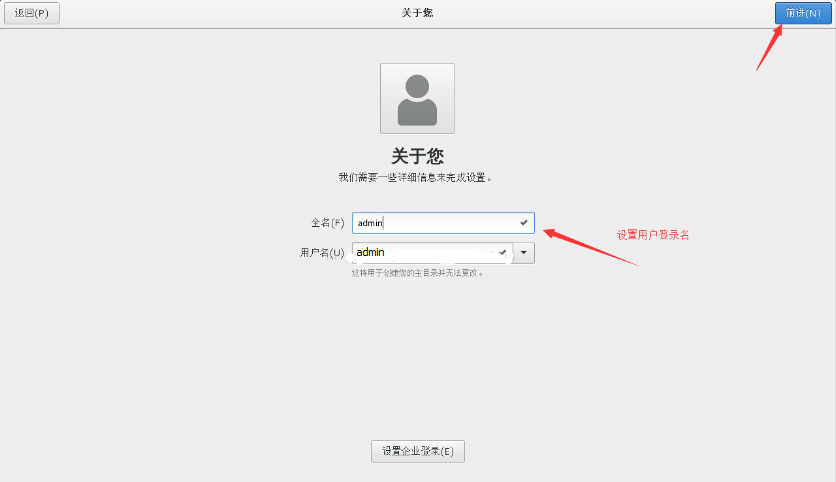 返回(P)
关于您
前进(N)
关于您
我们需要一些详细信息来完成设置。
全名(F)
admin
设置用户登录名
用户名(U)
admin
这将用于创建您的主目录并无法更改。
设置企业登录(E)